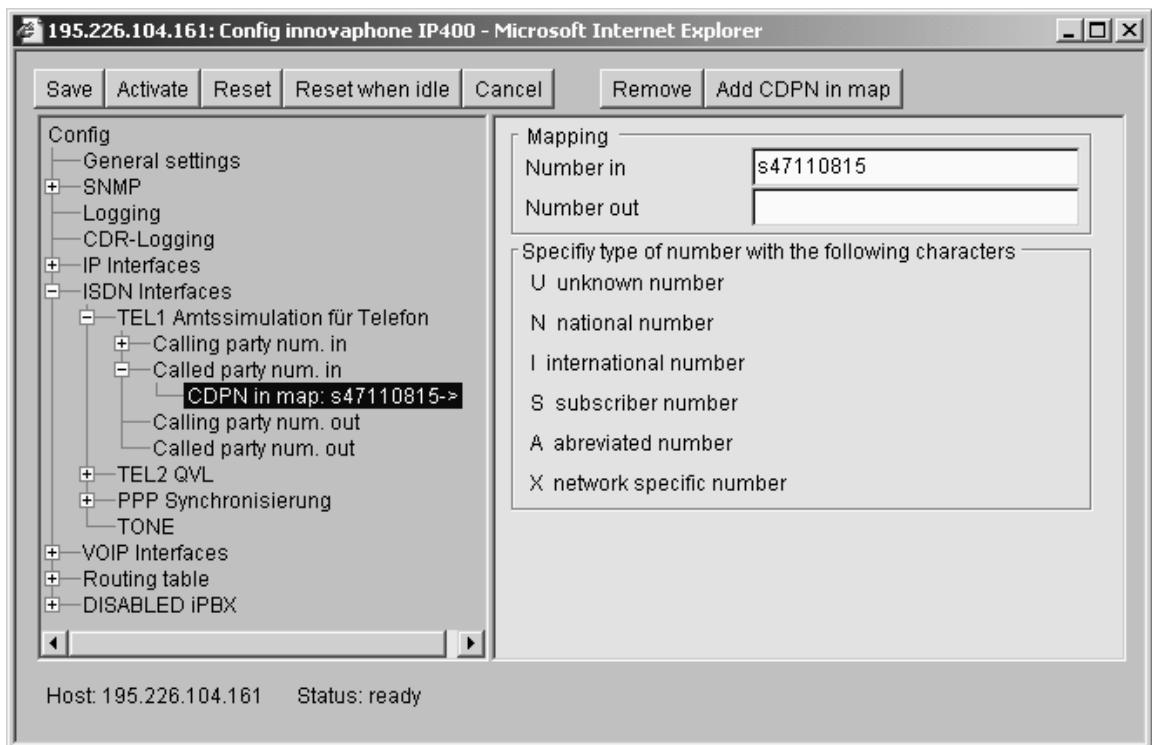 195.226.104.161: Config innovaphone IP400 - Microsoft Internet Explorer
Save Activate Reset Reset when idle Cancel Remove Add CDPN in map
Config
General settings
SNMP
Logging
CDR-Logging
IP Interfaces
ISDN Interfaces
TEL1 Amtssimulation für Telefon
Calling party num. in
Called party num. in
CDPN in map: s47110815->
Calling party num. out
Called party num. out
TEL2 QVL
PPP Synchronisierung
TONE
VOIP Interfaces
Routing table
DISABLED iPBX
Mapping
Number in s47110815
Number out
Specifiy type of number with the following characters
U unknown number
N national number
I international number
S subscriber number
A abreviated number
X network specific number
Host: 195.226.104.161 Status: ready